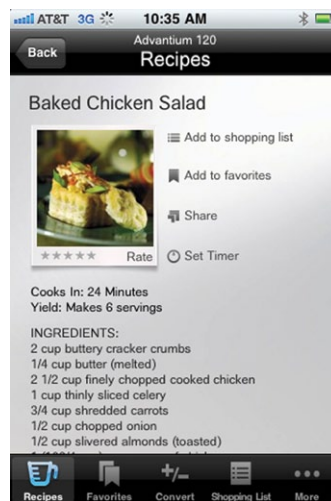 AT&T 3G 10:35 AM
Back
Advantium 120
Recipes
Baked Chicken Salad
Add to shopping list
Add to favorites
Share
Rate
Set Timer
Cooks In: 24 Minutes
Yield: Makes 6 servings
INGREDIENTS:
2 cup buttery cracker crumbs
1/4 cup butter (melted)
2 1/2 cup finely chopped cooked chicken
1 cup thinly sliced celery
3/4 cup shredded carrots
1/2 cup chopped onion
1/2 cup slivered almonds (toasted)
Recipes Favorites Convert Shopping List More